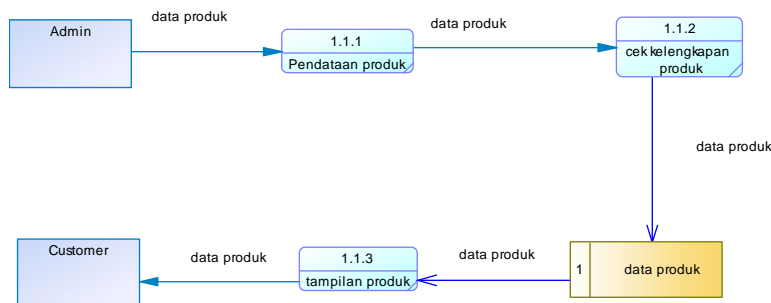 data produk
Admin
1.1.1
Pendataan produk
data produk
1.1.2
cek kelengkapan
produk
data produk
Customer
data produk
1.1.3
tampilan produk
data produk
1
data produk